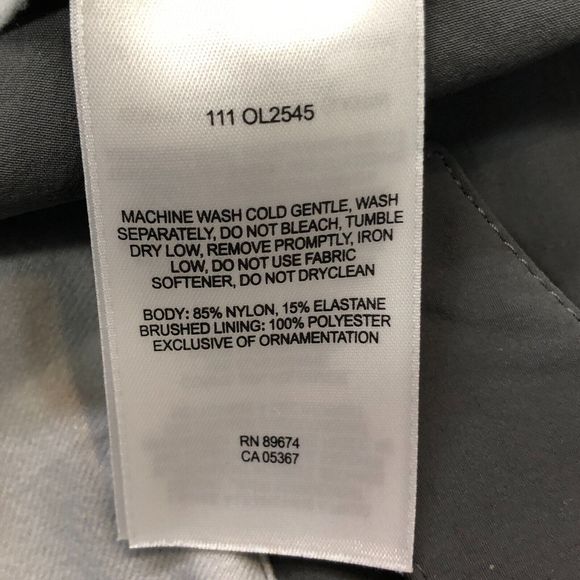 111 OL2545
MACHINE WASH COLD GENTLE, WASH
SEPARATELY, DO NOT BLEACH, TUMBLE
DRY LOW, REMOVE PROMPTLY, IRON
LOW, DO NOT USE FABRIC
SOFTENER, DO NOT DRYCLEAN
BODY: 85% NYLON, 15% ELASTANE
BRUSHED LINING: 100% POLYESTER
EXCLUSIVE OF ORNAMENTATION
RN 89674
CA 05367